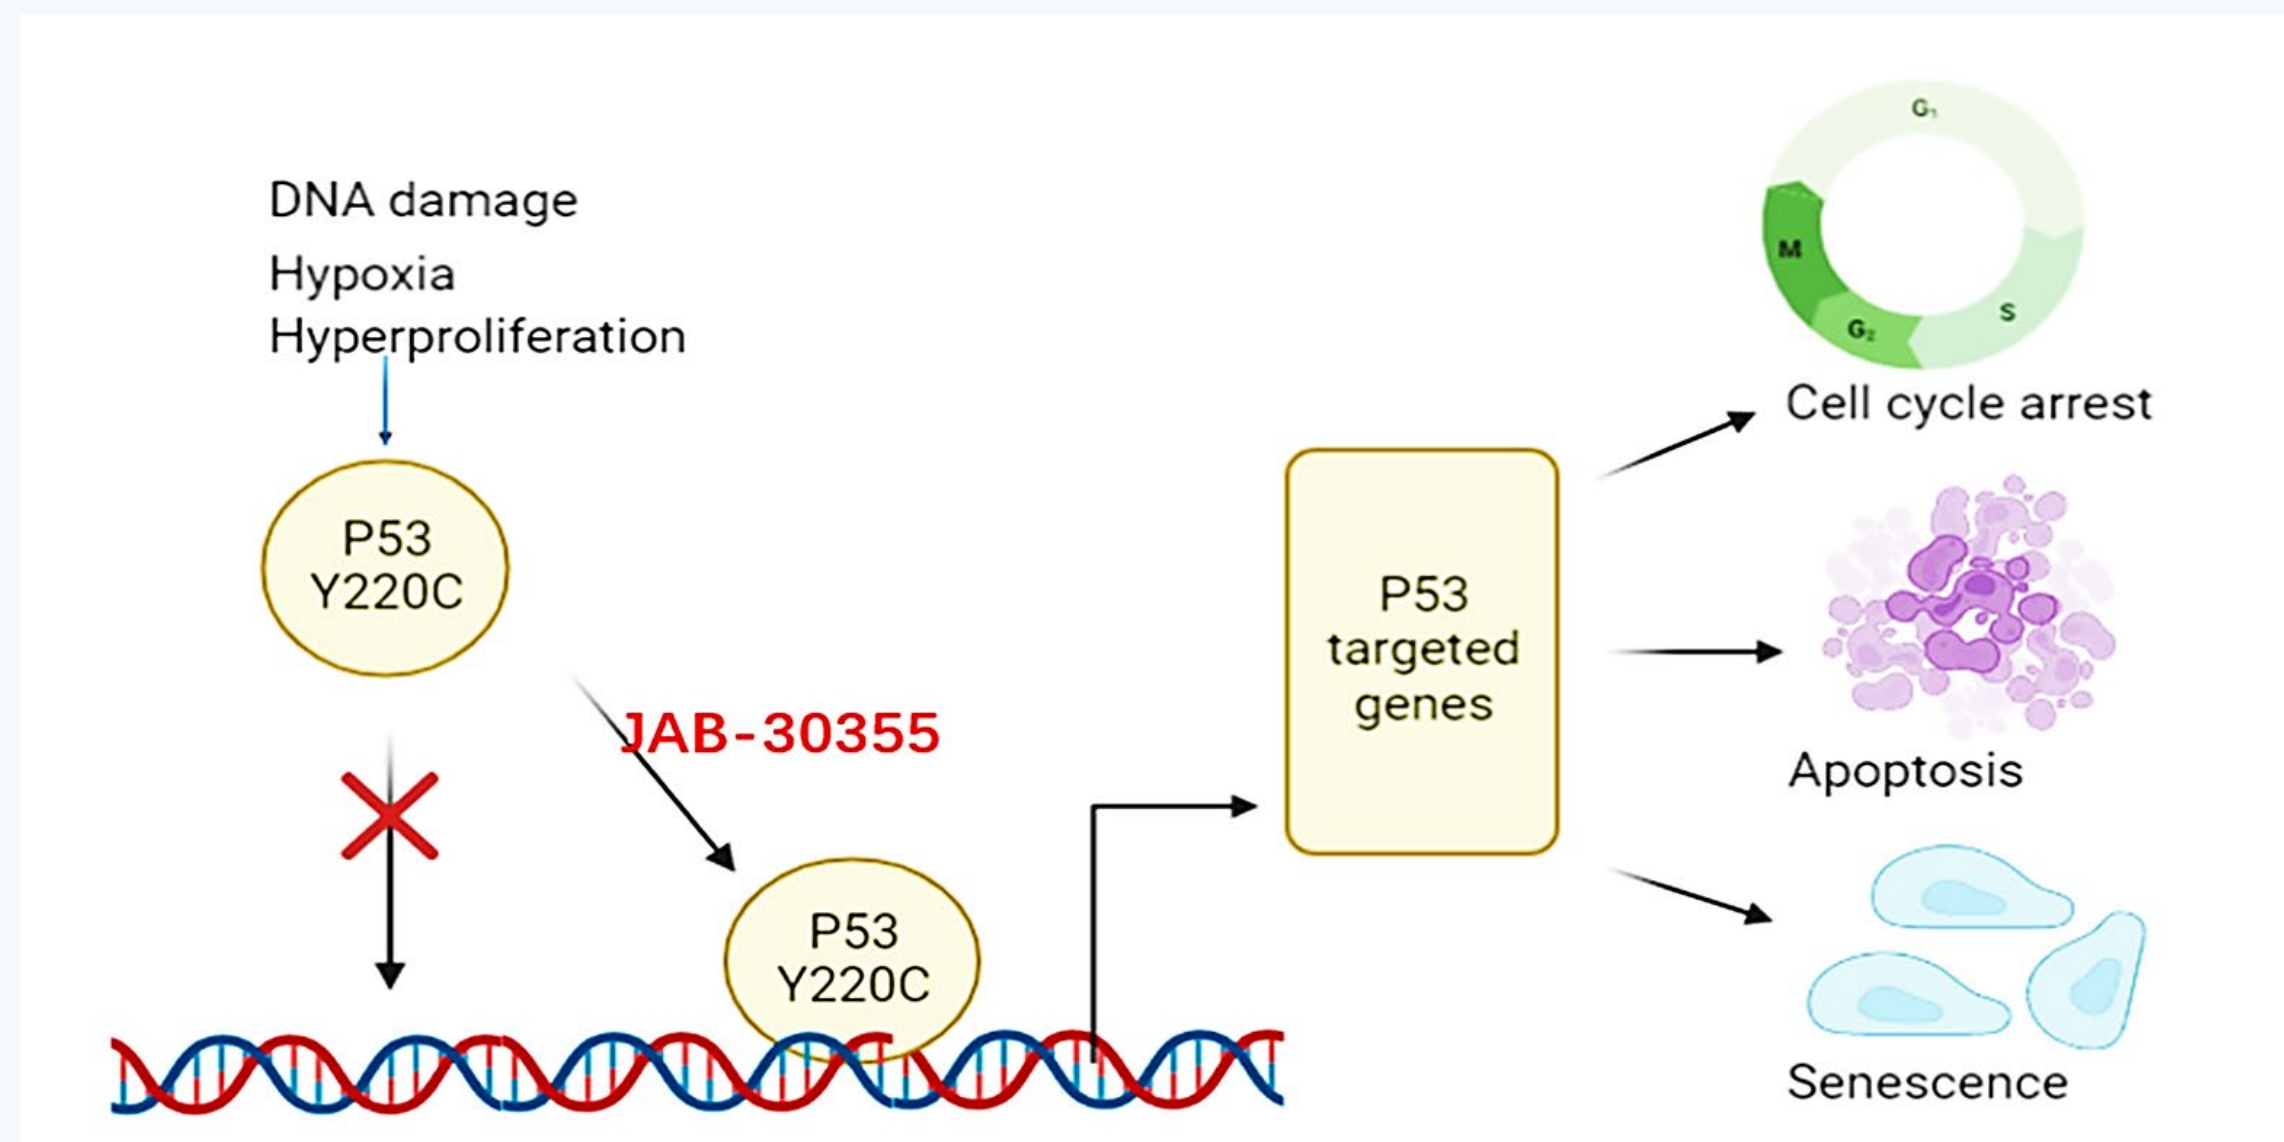 DNA damage
Hypoxia
Hyperproliferation
P53
Y220C
JAB-30355
P53
Y220C
P53
targeted
genes
G₁
M
S
G₂
Cell cycle arrest
Apoptosis
Senescence